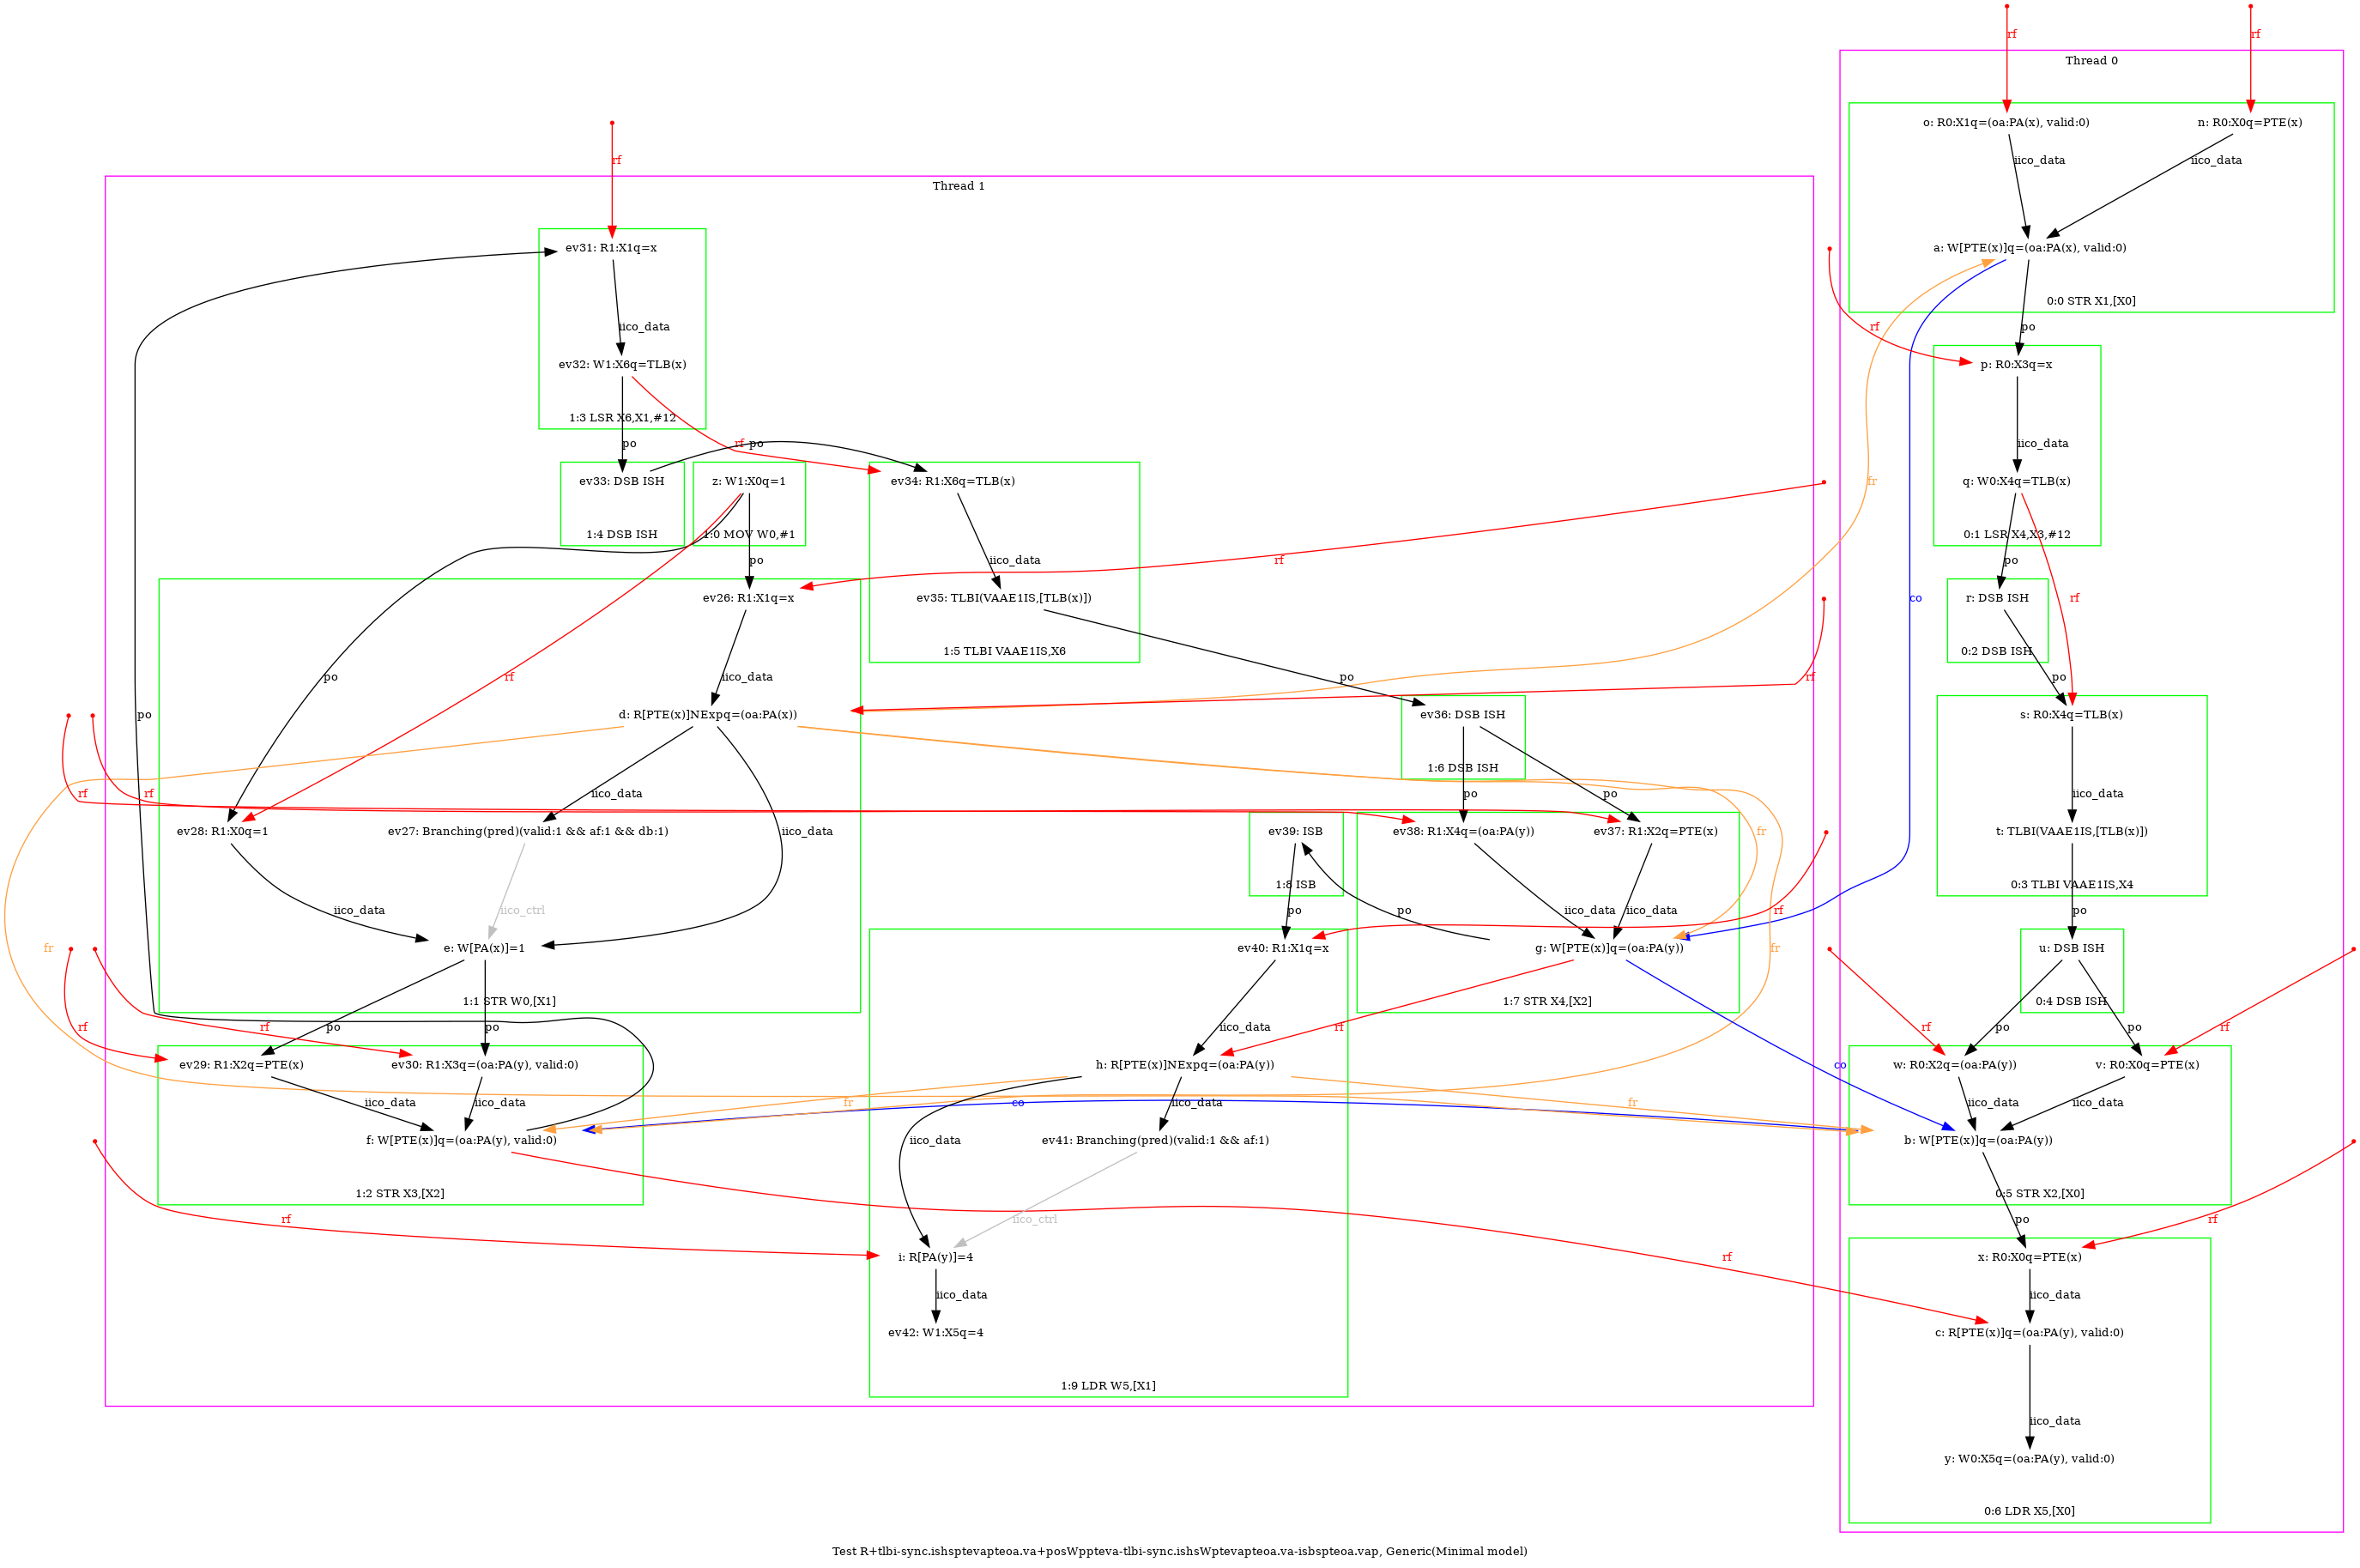 rf
rf
Thread 0
o: R0:X1q=(oa:PA(x), valid:0)
n: R0:X0q=PTE(x)
rf
iico_data
iico_data
Thread 1
ev31: R1:X1q=x
a: W[PTE(x)]q=(oa:PA(x), valid:0)
0:0 STR X1,[X0]
iico_data
rf
po
ev32: W1:X6q=TLB(x)
p: R0:X3q=x
1:3 LSR X6,X1,#12
po
rf
po
iico_data
ev33: DSB ISH
z: W1:X0q=1
ev34: R1:X6q=TLB(x)
fr
q: W0:X4q=TLB(x)
1:4 DSB ISH
1:0 MOV W0,#1
0:1 LSR X4,X3,#12
po
iico_data
rf
po
ev26: R1:X1q=x
ev35: TLBI(VAAE1IS,[TLB(x)])
co
r: DSB ISH
rf
1:5 TLBI VAAE1IS,X6
0:2 DSB ISH
po
rf
iico_data
po
rf
po
po
d: R[PTE(x)]NExpq=(oa:PA(x))
ev36: DSB ISH
s: R0:X4q=TLB(x)
1:6 DSB ISH
rf
rf
iico_data
po
po
iico_data
ev28: R1:X0q=1
ev27: Branching(pred)(valid:1 && af:1 && db:1)
iico_data
ev39: ISB
ev38: R1:X4q=(oa:PA(y))
ev37: R1:X2q=PTE(x)
fr
t: TLBI(VAAE1IS,[TLB(x)])
1:8 ISB
0:3 TLBI VAAE1IS,X4
iico_data
iico_ctrl
po
po
iico_data
iico_data
rf
po
fr
e: W[PA(x)]=1
ev40: R1:X1q=x
g: W[PTE(x)]q=(oa:PA(y))
fr
u: DSB ISH
1:1 STR W0,[X1]
1:7 STR X4,[X2]
0:4 DSB ISH
rf
rf
po
po
iico_data
rf
rf
po
po
rf
ev29: R1:X2q=PTE(x)
ev30: R1:X3q=(oa:PA(y), valid:0)
h: R[PTE(x)]NExpq=(oa:PA(y))
co
w: R0:X2q=(oa:PA(y))
v: R0:X0q=PTE(x)
iico_data
iico_data
fr
co
iico_data
fr
iico_data
iico_data
f: W[PTE(x)]q=(oa:PA(y), valid:0)
iico_data
ev41: Branching(pred)(valid:1 && af:1)
b: W[PTE(x)]q=(oa:PA(y))
1:2 STR X3,[X2]
0:5 STR X2,[X0]
rf
iico_ctrl
po
rf
i: R[PA(y)]=4
rf
x: R0:X0q=PTE(x)
iico_data
iico_data
ev42: W1:X5q=4
c: R[PTE(x)]q=(oa:PA(y), valid:0)
1:9 LDR W5,[X1]
iico_data
y: W0:X5q=(oa:PA(y), valid:0)
0:6 LDR X5,[X0]
Test R+tlbi-sync.ishsptevapteoa.va+posWppteva-tlbi-sync.ishsWptevapteoa.va-isbspteoa.vap, Generic(Minimal model)